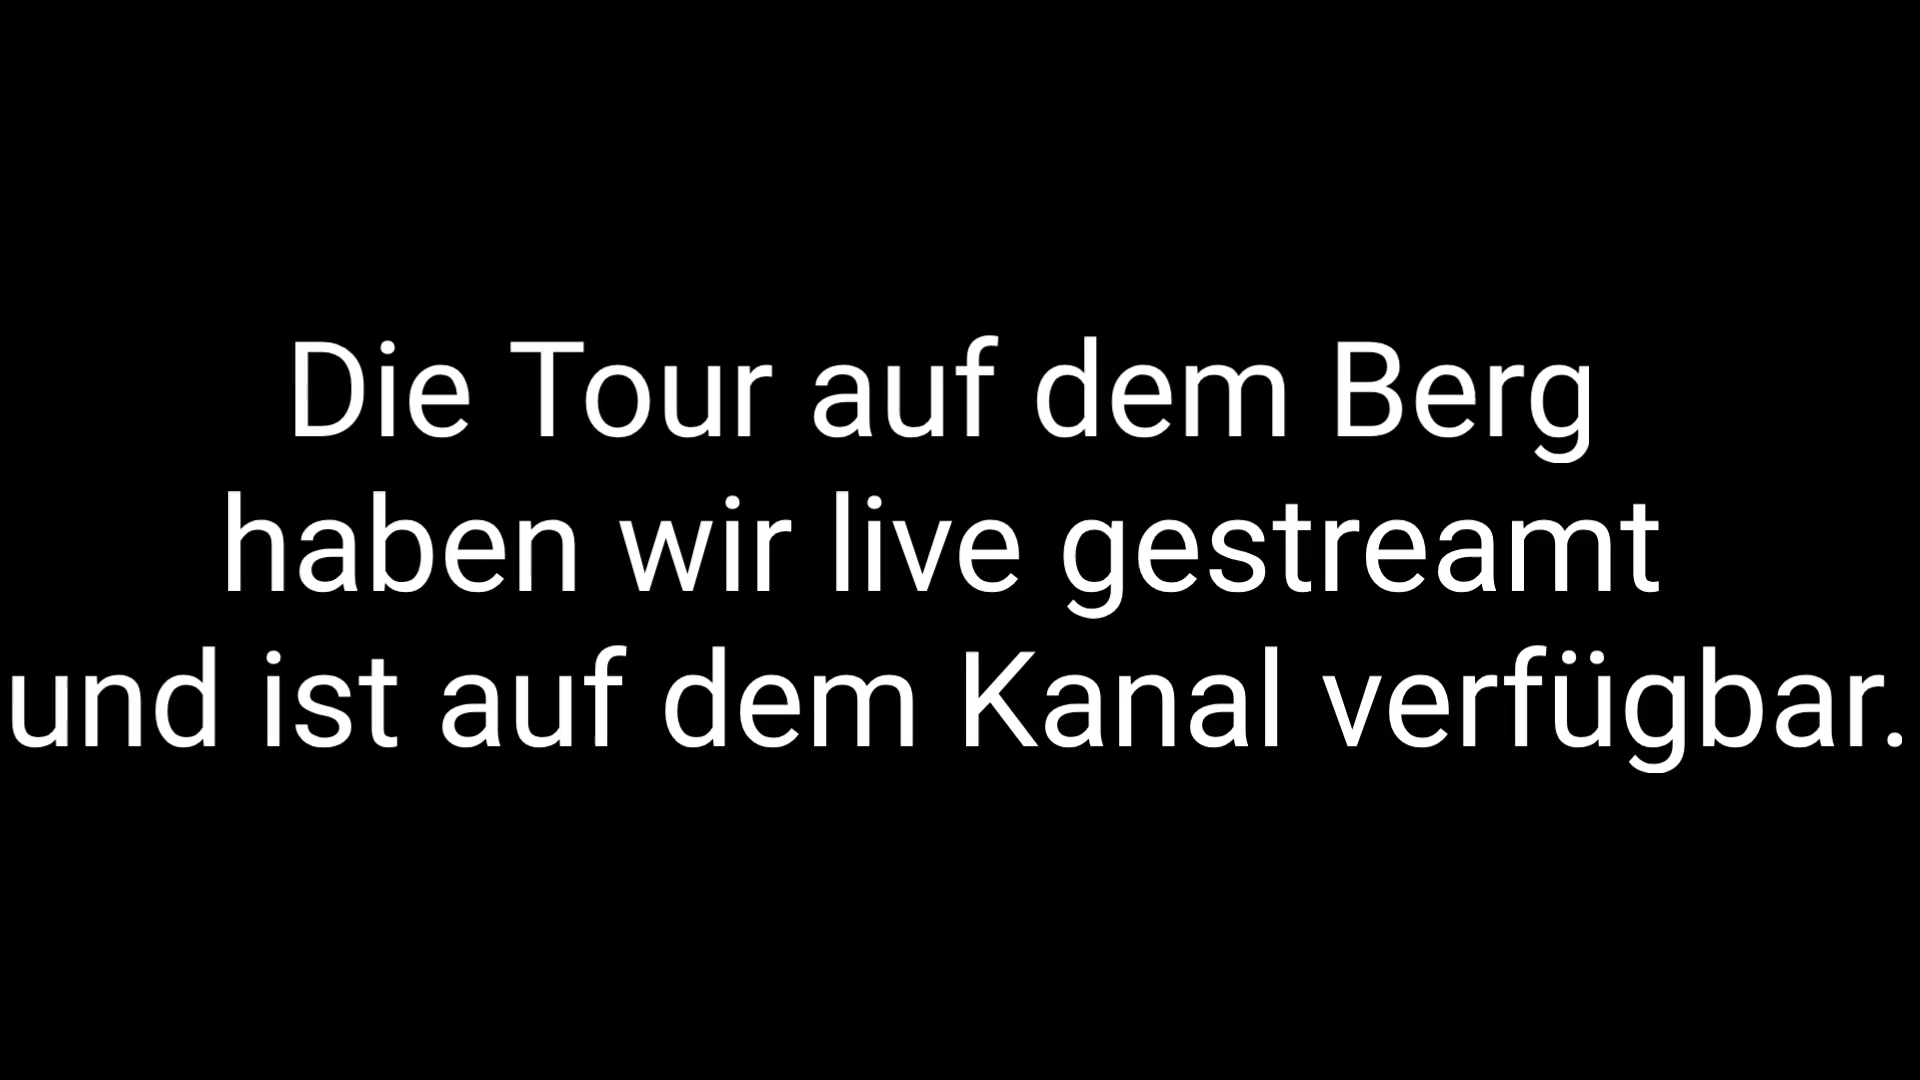 Die Tour auf dem Berg
haben wir live gestreamt
und ist auf dem Kanal verfügbar.